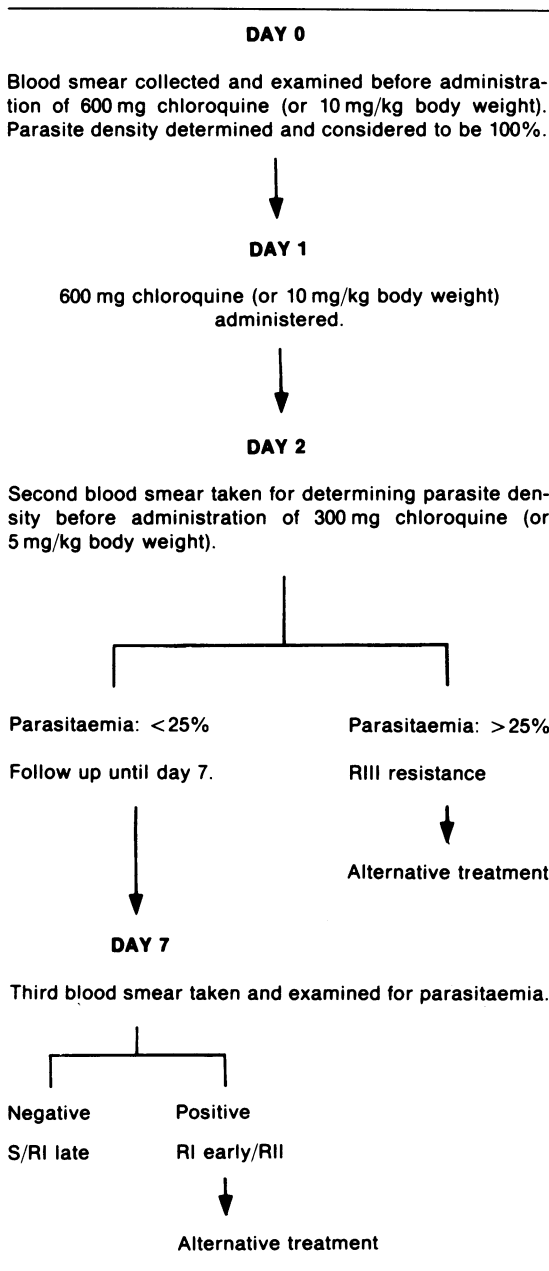 DAY 0
Blood smear collected and examined before administra-
tion of 600 mg chloroquine (or 10 mg/kg body weight).
Parasite density determined and considered to be 100%.
DAY 1
600 mg chloroquine (or 10 mg/kg body weight)
administered.
DAY 2
Second blood smear taken for determining parasite den-
sity before administration of 300 mg chloroquine (or
5 mg/kg body weight).
Parasitaemia: <25%
Parasitaemia: >25%
Follow up until day 7.
RIII resistance
Alternative treatment
DAY 7
Third blood smear taken and examined for parasitaemia.
Negative
Positive
S/RI late
RI early/RII
Alternative treatment